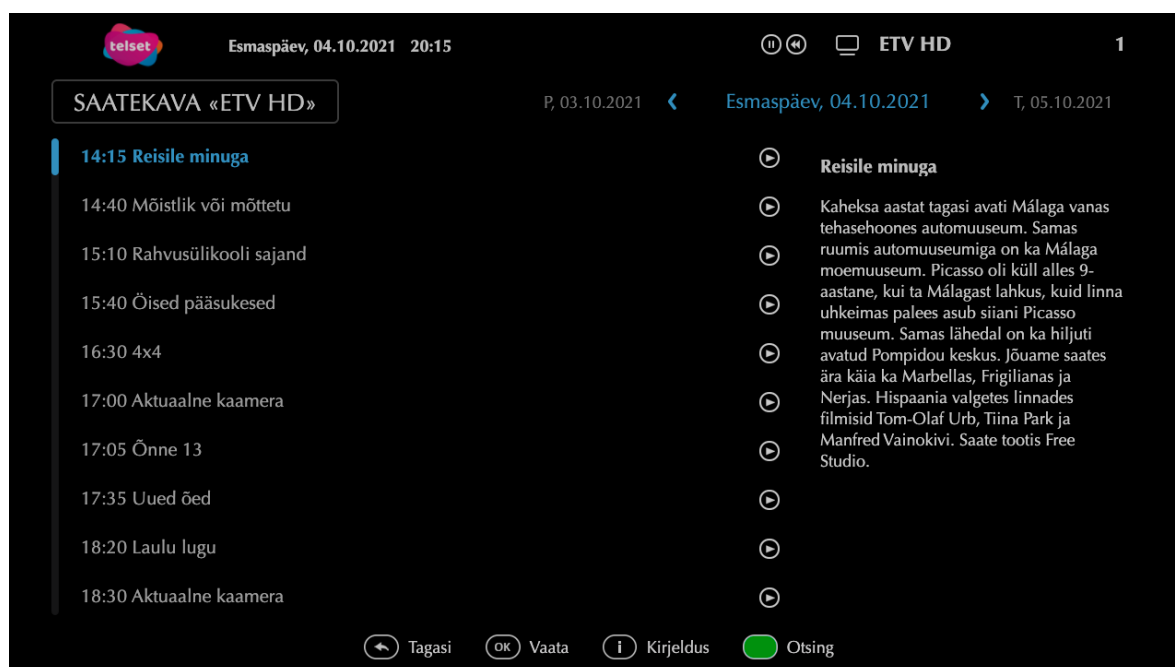 telset
Esmaspäev, 04.10.2021 20:15
ETV HD
1
SAATEKAVA «ETV HD»
P, 03.10.2021
Esmaspäev, 04.10.2021
T, 05.10.2021
14:15 Reisile minuga
14:40 Mõistlik või mõttetu
15:10 Rahvusülikooli sajand
15:40 Öised pääsukesed
16:30 4x4
17:00 Aktuaalne kaamera
17:05 Õnne 13
17:35 Uued õed
18:20 Laulu lugu
18:30 Aktuaalne kaamera
Reisile minuga
Kaheksa aastat tagasi avati Málaga vanas
tehasehoones automuuseum. Samas
ruumis automuuseumiga on ka Málaga
moemuuseum. Picasso oli küll alles 9-
aastane, kui ta Málagast lahkus, kuid linna
uhkeimas palees asub siiani Picasso
muuseum. Samas lähedal on ka hiljuti
avatud Pompidou keskus. Jõuame saates
ära käia ka Marbellas, Frigilianas ja
Nerjas. Hispaania valgetes linnades
filmisid Tom-Olaf Urb, Tiina Park ja
Manfred Vainokivi. Saate tootis Free
Studio.
Tagasi
OK Vaata
i Kirjeldus
Otsing